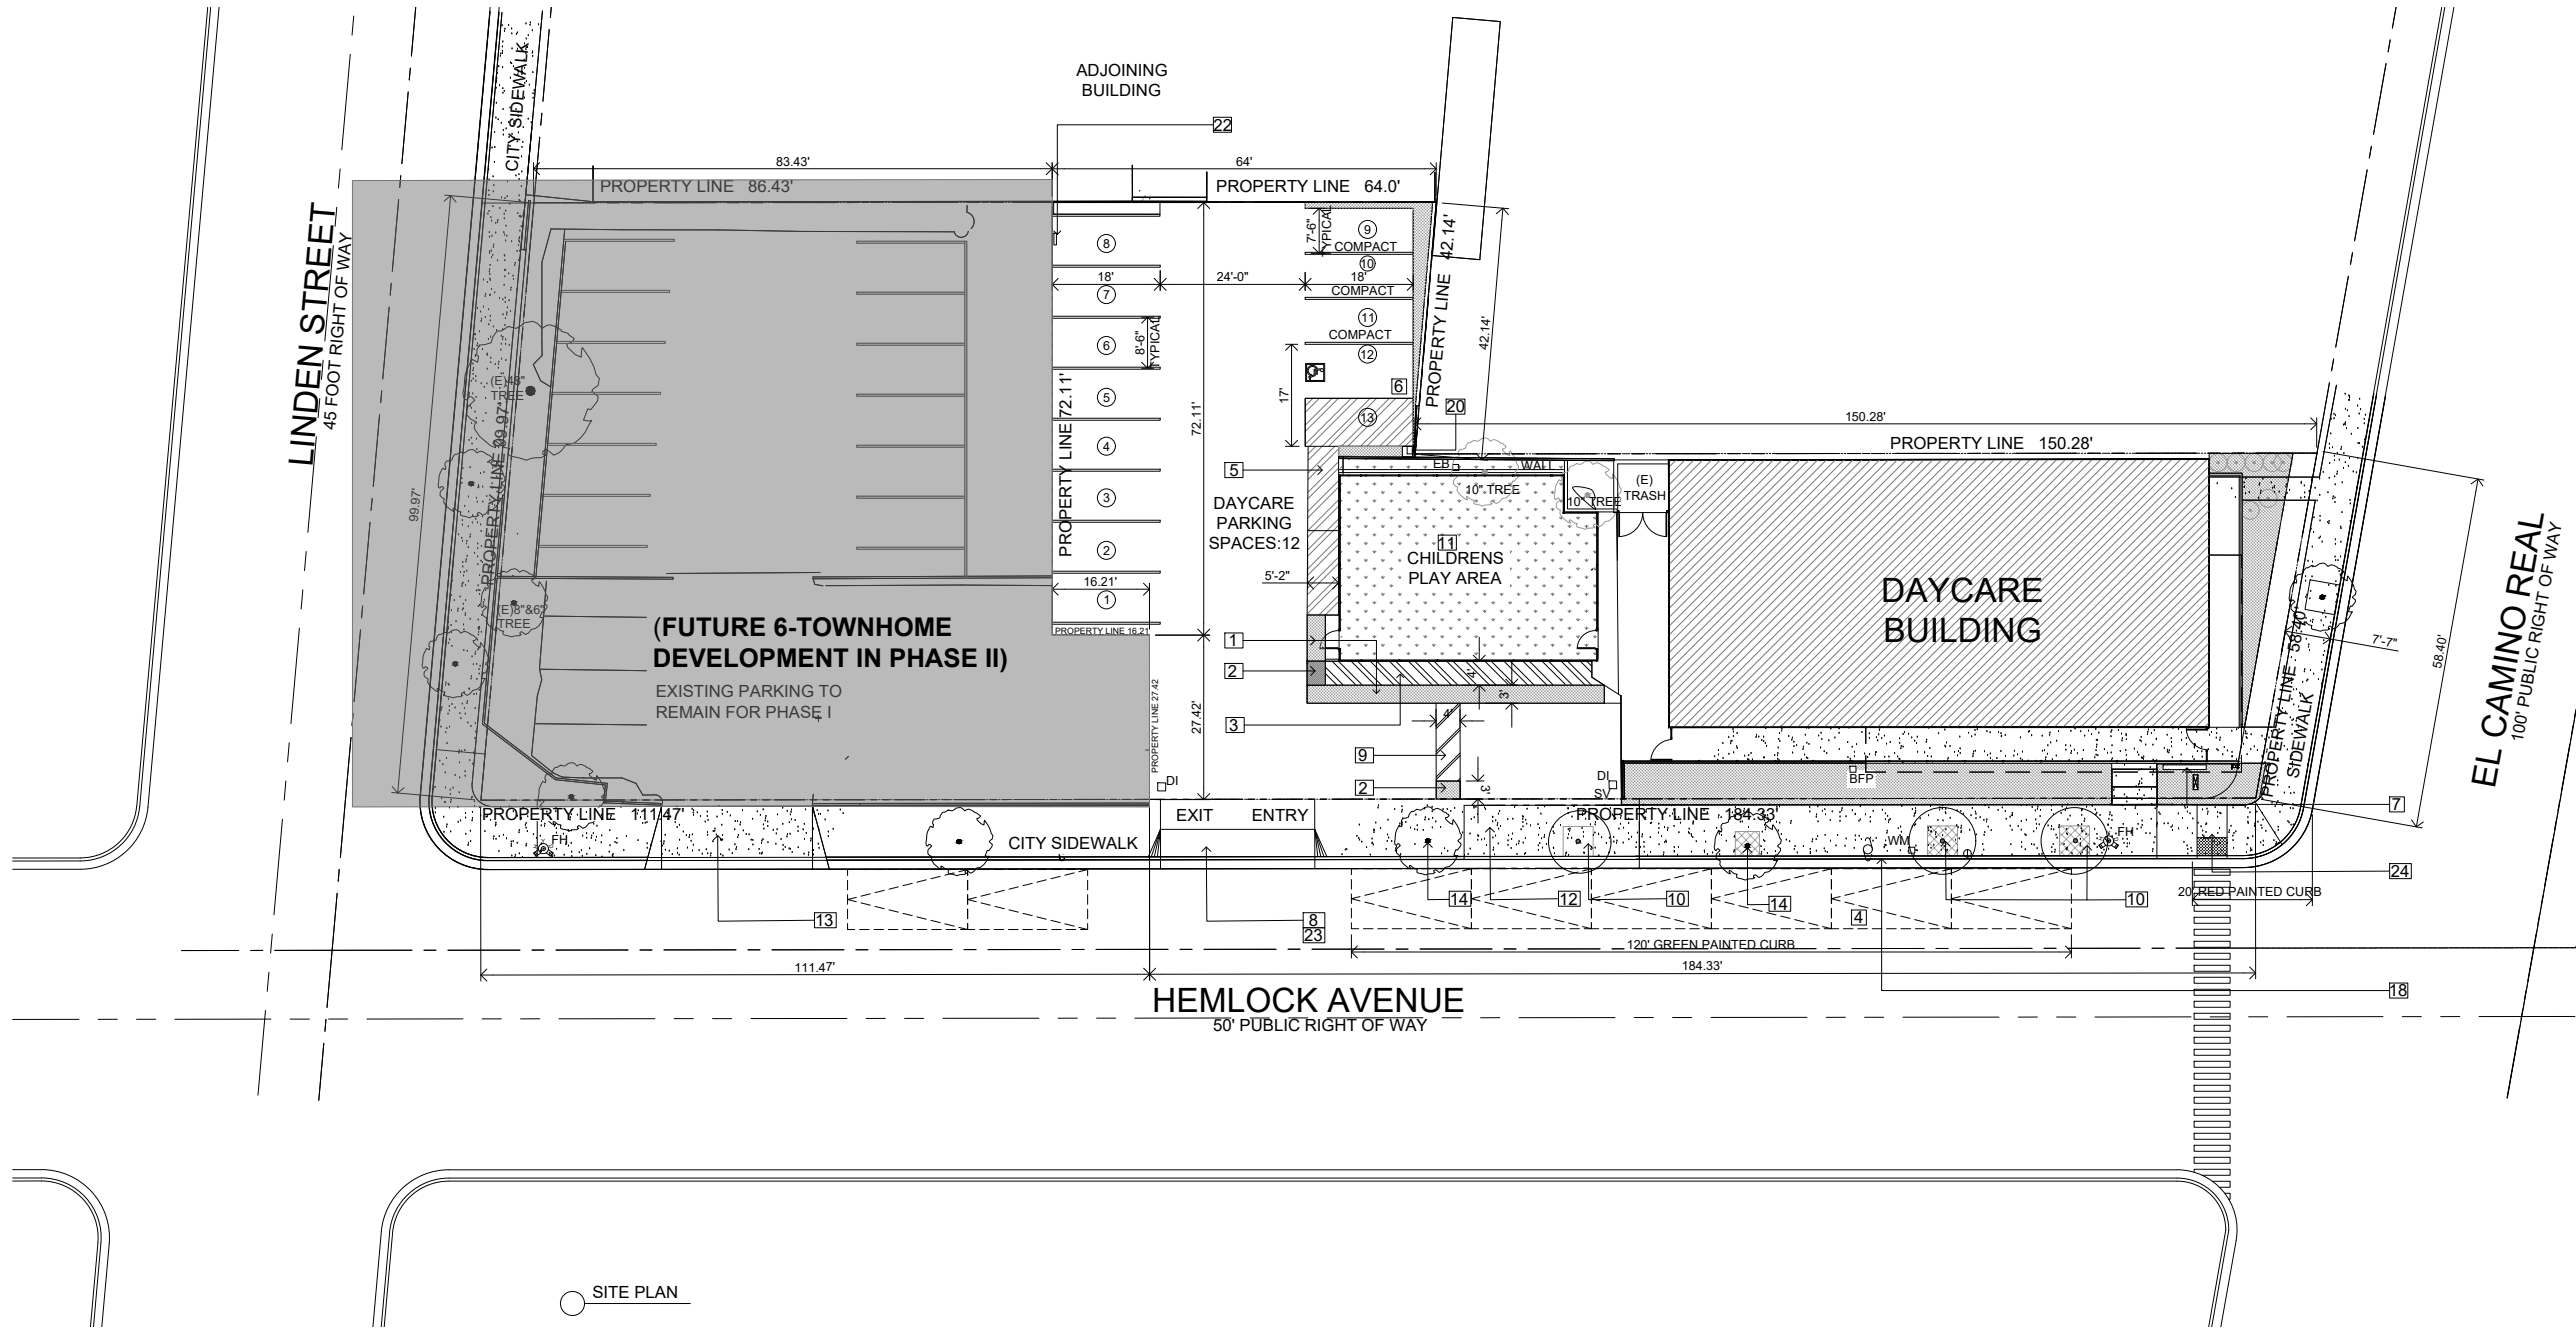 ADJOINING
BUILDING
22
CITY SIDEWALK
83.43'
64'
PROPERTY LINE 86.43'
PROPERTY LINE 64.0'
LINDEN STREET
45 FOOT RIGHT OF WAY
8
7
6
5
4
3
2
1
18'
24'-0"
18'
8'-6"
TYPICAL
7'-6"
TYPICAL
9
COMPACT
10
COMPACT
11
COMPACT
12
13
17'
6
20
PROPERTY LINE 42.14'
42.14'
150.28'
PROPERTY LINE 150.28'
72.11'
PROPERTY LINE 72.11'
(E)48"
TREE
PROPERTY LINE 99.97'
99.97'
(E)8"&6"
TREE
5
DAYCARE
PARKING
SPACES:12
5'-2"
EB
WALL
10" TREE
10" TREE
(E)
TRASH
11
CHILDRENS
PLAY AREA
DAYCARE
BUILDING
16.21'
PROPERTY LINE 16.21
(FUTURE 6-TOWNHOME
DEVELOPMENT IN PHASE II)
EXISTING PARKING TO
REMAIN FOR PHASE I
PROPERTY LINE 27.42
27.42'
1
2
3
4'
3'
4'
9
2
3'
DI
DI
SV
BFP
7'-7"
58.40'
PROPERTY LINE 58.40'
SIDEWALK
EL CAMINO REAL
100' PUBLIC RIGHT OF WAY
7
PROPERTY LINE 111.47'
FH
CITY SIDEWALK
EXIT ENTRY
PROPERTY LINE 184.33'
WM
FH
24
20' RED PAINTED CURB
13
8
23
14
12
10
14
4
10
120' GREEN PAINTED CURB
111.47'
184.33'
18
HEMLOCK AVENUE
50' PUBLIC RIGHT OF WAY
SITE PLAN